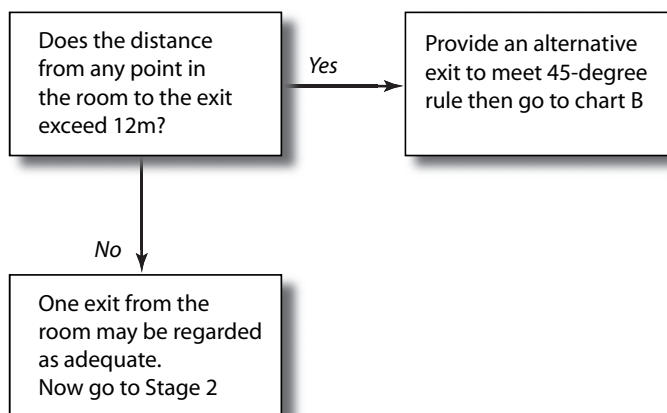 Does the distance
from any point in
the room to the exit
exceed 12m?
Yes
Provide an alternative
exit to meet 45-degree
rule then go to chart B
No
One exit from the
room may be regarded
as adequate.
Now go to Stage 2